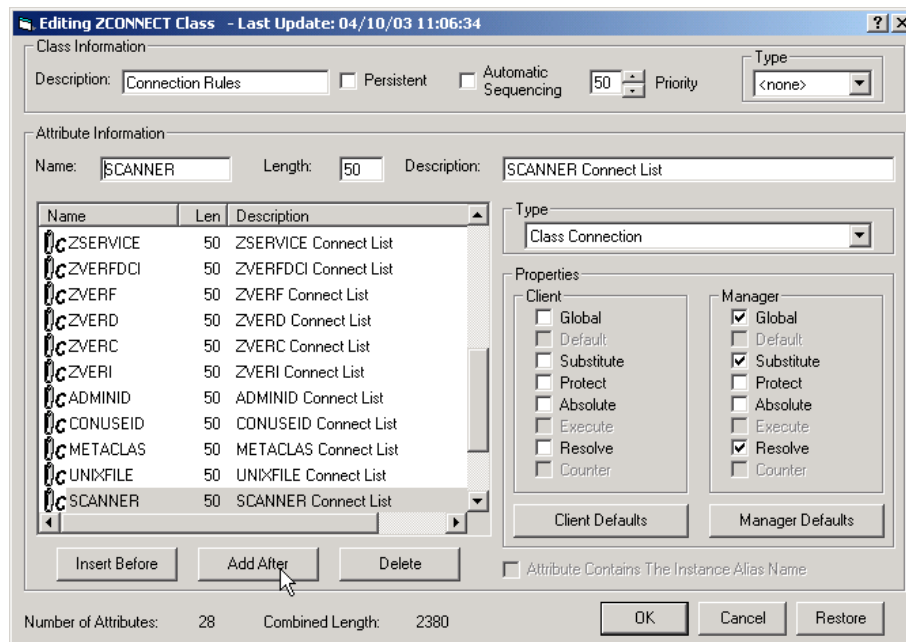 Editing ZCONNECT Class - Last Update: 04/10/03 11:06:34
Class Information
Description: Connection Rules Persistent Automatic Sequencing 50 Priority Type <none>
Attribute Information
Name: SCANNER Length: 50 Description: SCANNER Connect List
Name Len Description
ZSERVICE 50 ZSERVICE Connect List
ZVERFDCI 50 ZVERFDCI Connect List
ZVERF 50 ZVERF Connect List
ZVERD 50 ZVERD Connect List
ZVERC 50 ZVERC Connect List
ZVERI 50 ZVERI Connect List
ADMINID 50 ADMINID Connect List
CONUSEID 50 CONUSEID Connect List
METACLAS 50 METACLAS Connect List
UNIXFILE 50 UNIXFILE Connect List
SCANNER 50 SCANNER Connect List
Insert Before Add After Delete
Type
Class Connection
Properties
Client
Global
Default
Substitute
Protect
Absolute
Execute
Resolve
Counter
Client Defaults
Manager
Global
Default
Substitute
Protect
Absolute
Execute
Resolve
Counter
Manager Defaults
Attribute Contains The Instance Alias Name
Number of Attributes: 28 Combined Length: 2380
OK Cancel Restore